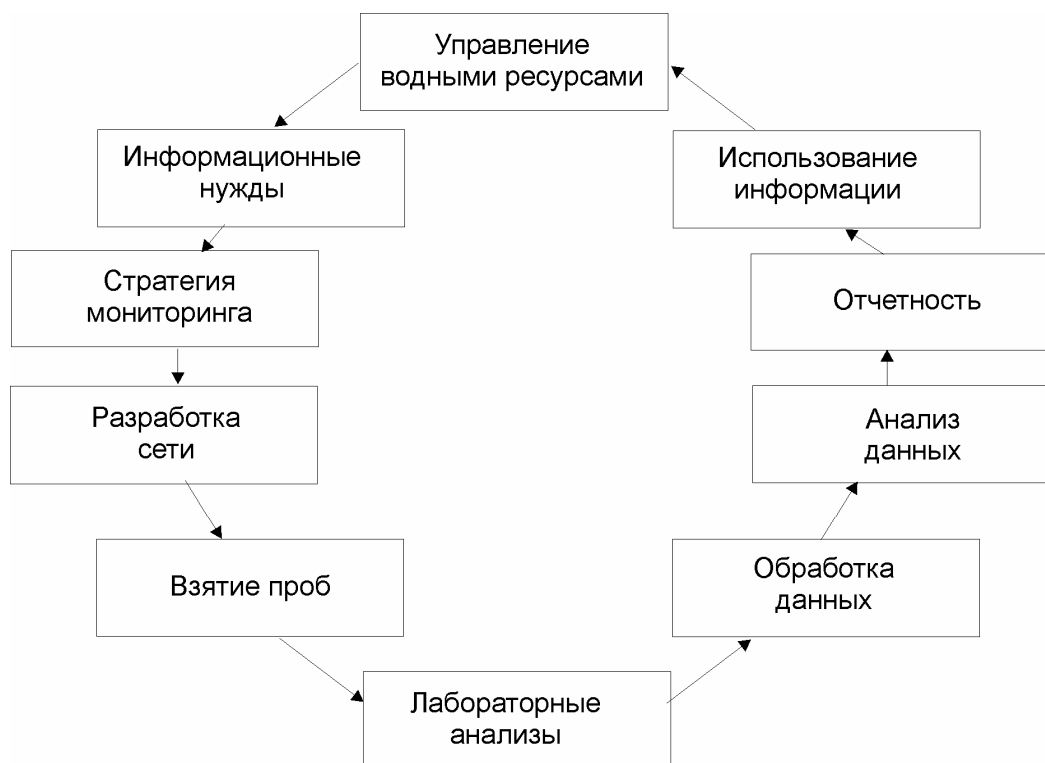 Управление
водными ресурсами
Информационные
нужды
Использование
информации
Стратегия
мониторинга
Отчетность
Разработка
сети
Анализ
данных
Взятие проб
Обработка
данных
Лабораторные
анализы